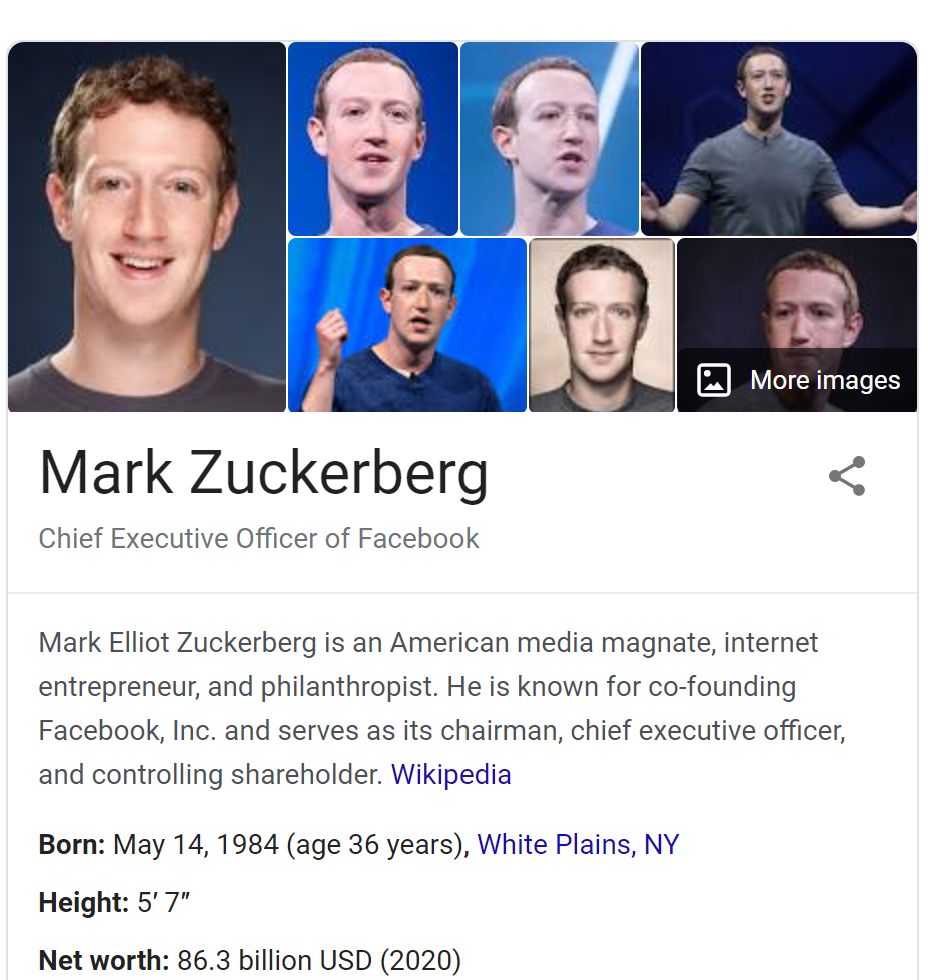 More images
Mark Zuckerberg
Chief Executive Officer of Facebook
Mark Elliot Zuckerberg is an American media magnate, internet
entrepreneur, and philanthropist. He is known for co-founding
Facebook, Inc. and serves as its chairman, chief executive officer,
and controlling shareholder. Wikipedia
Born: May 14, 1984 (age 36 years), White Plains, NY
Height: 5′ 7″
Net worth: 86.3 billion USD (2020)